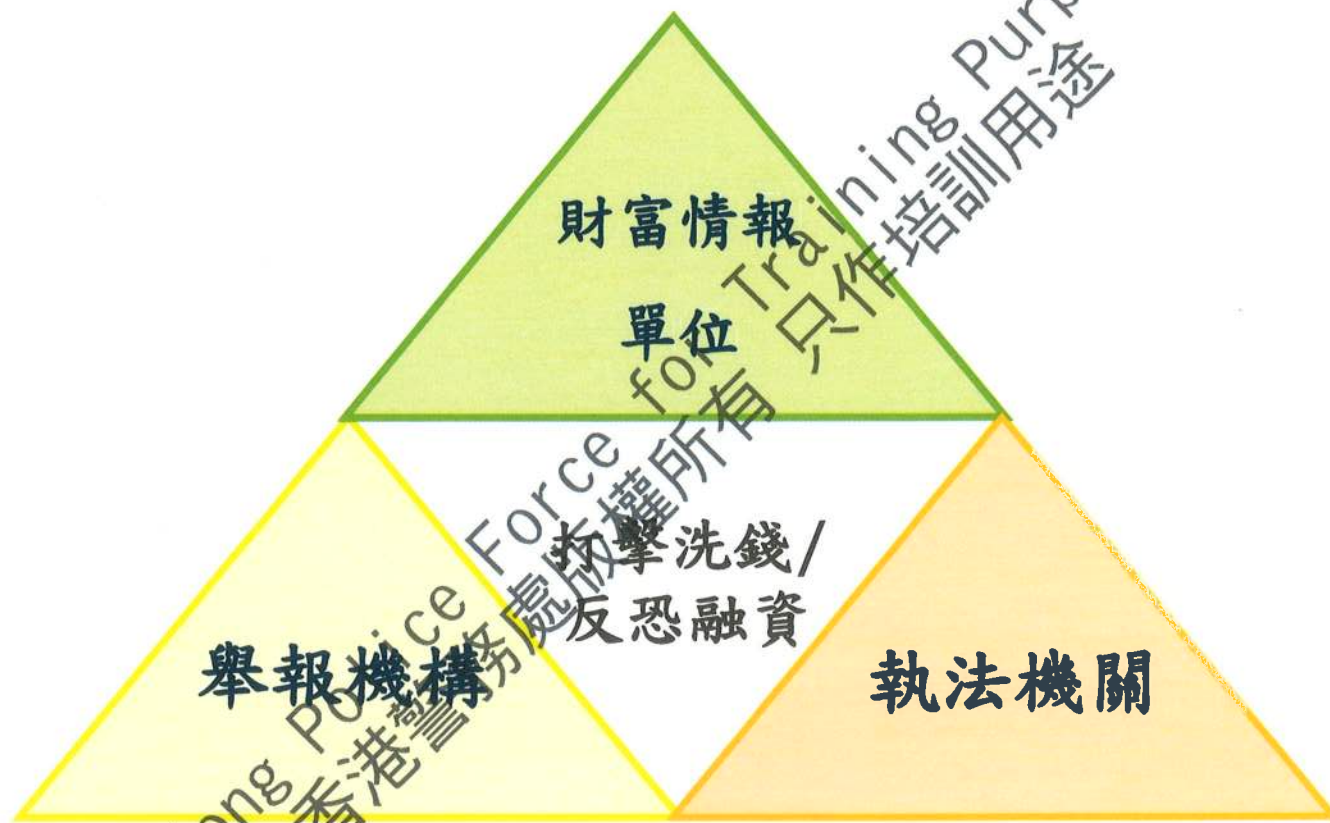 財富情報
單位
打擊洗錢/
反恐融資
舉報機構
執法機關
ong Police Force for Training Purp
香港警務處版權所有 只作培訓用途